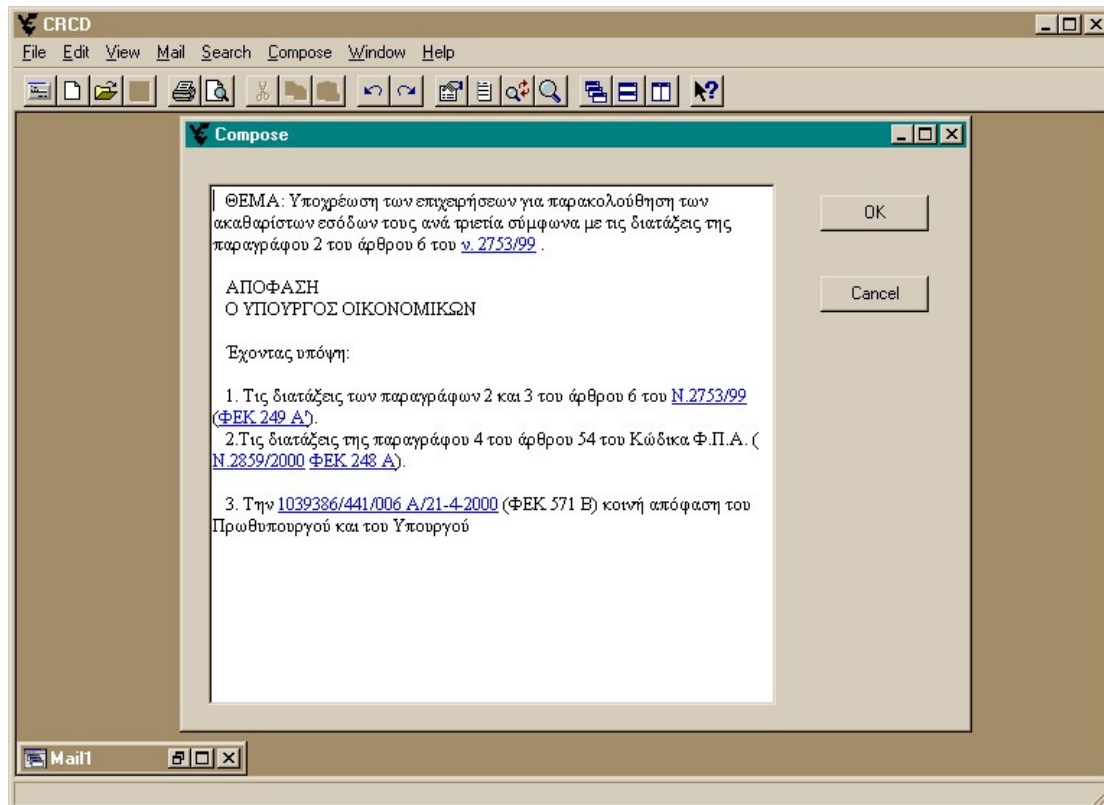 CRCD
File Edit View Mail Search Compose Window Help
Compose
ΘΕΜΑ: Υποχρέωση των επιχειρήσεων για παρακολούθηση των
ακαθαρίστων εσόδων τους ανά τριετία σύμφωνα με τις διατάξεις της
παραγράφου 2 του άρθρου 6 του ν. 2753/99 .
ΑΠΟΦΑΣΗ
Ο ΥΠΟΥΡΓΟΣ ΟΙΚΟΝΟΜΙΚΩΝ
Έχοντας υπόψη:
1. Τις διατάξεις των παραγράφων 2 και 3 του άρθρου 6 του Ν.2753/99
(ΦΕΚ 249 Α').
2.Τις διατάξεις της παραγράφου 4 του άρθρου 54 του Κώδικα Φ.Π.Α. (
Ν.2859/2000 ΦΕΚ 248 Α).
3. Την 1039386/441/006 Α/21-4-2000 (ΦΕΚ 571 Β) κοινή απόφαση του
Πρωθυπουργού και του Υπουργού
OK
Cancel
Mail1